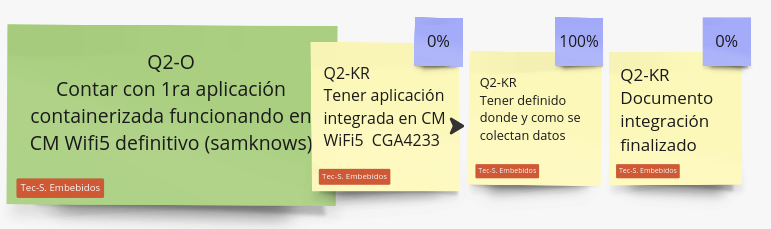 Q2-O
Contar con 1ra aplicación
containerizada funcionando en
CM Wifi5 definitivo (samknows)
Tec-S. Embebidos
0%
Q2-KR
Tener aplicación
integrada en CM
WiFi5 CGA4233
Tec-S. Embebidos
100%
Q2-KR
Tener definido
donde y como se
colectan datos
Tec-S. Embebidos
0%
Q2-KR
Documento
integración
finalizado
Tec-S. Embebidos